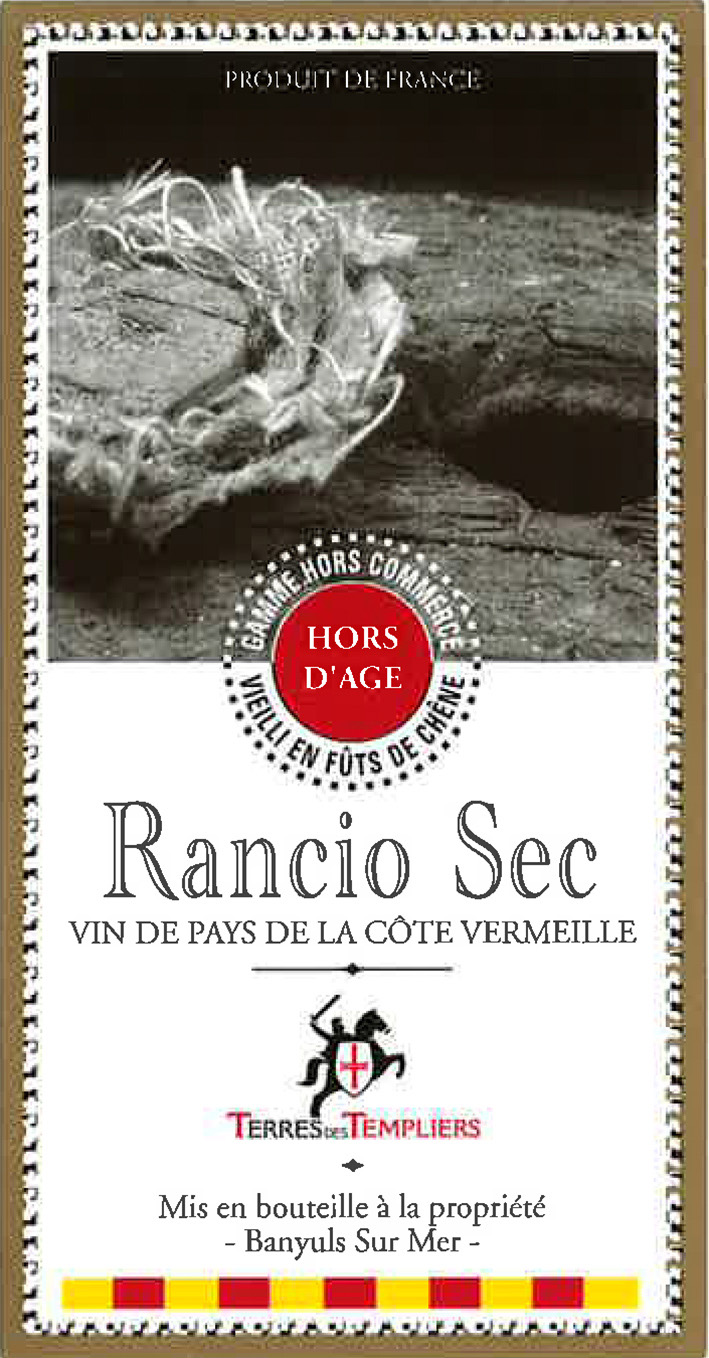 PRODUIT DE FRANCE
GAMME HORS COMMERCE
HORS
D'AGE
VIEILLI EN FÛTS DE CHÊNE
Rancio Sec
VIN DE PAYS DE LA CÔTE VERMEILLE
TERRES DES TEMPLIERS
Mis en bouteille à la propriété
- Banyuls Sur Mer -